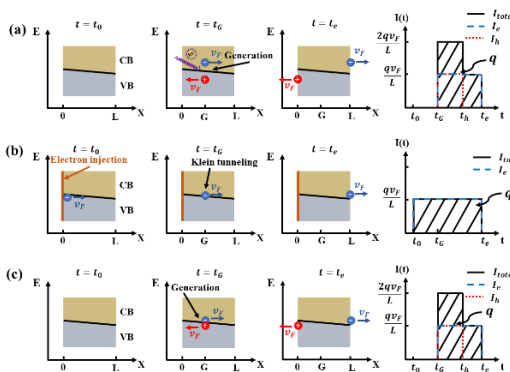 (a)
E t = t0 CB VB 0 L X
E t = tG Generation vF vF CB VB 0 G L X
E t = te vF vF 0 G L X
I(t) Itotal Ie Ih 2qvF/L qvF/L q t0 tG th te t
(b)
E t = t0 Electron injection vF CB VB 0 L X
E t = tG Klein tunneling vF CB VB 0 G L X
E t = te vF 0 G L X
I(t) Itotal Ie qvF/L q t0 tG te t
(c)
E t = t0 CB VB 0 L X
E t = tG Generation vF vF CB VB 0 G L X
E t = te vF vF 0 G L X
I(t) Itotal Ie Ih 2qvF/L qvF/L q t0 tG th te t